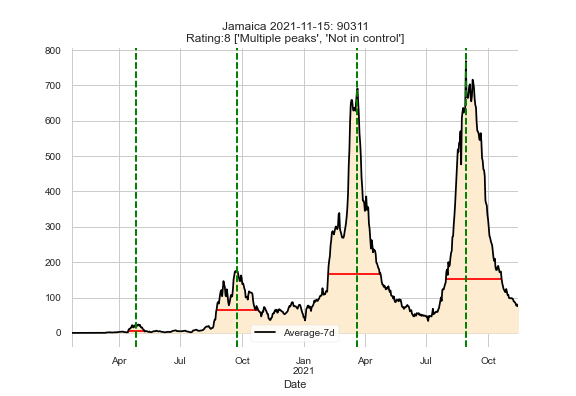 Jamaica 2021-11-15: 90311
Rating:8 ['Multiple peaks', 'Not in control']
800
700
600
500
400
300
200
100
0
Apr Jul Oct Jan Apr Jul Oct
2021
Average-7d
Date